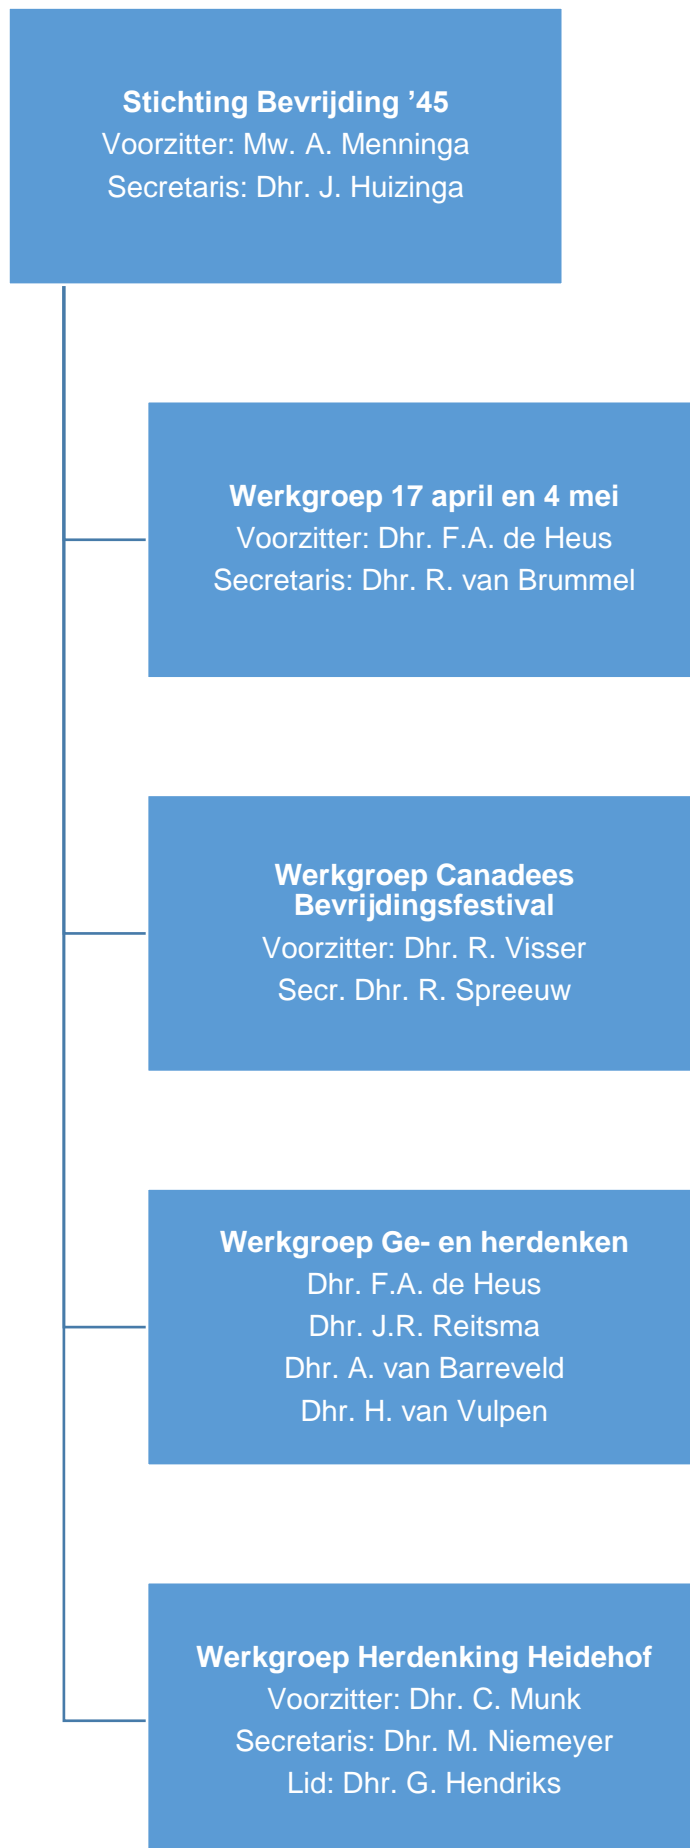 Stichting Bevrijding ’45
Voorzitter: Mw. A. Menninga
Secretaris: Dhr. J. Huizinga
Werkgroep 17 april en 4 mei
Voorzitter: Dhr. F.A. de Heus
Secretaris: Dhr. R. van Brummel
Werkgroep Canadees
Bevrijdingsfestival
Voorzitter: Dhr. R. Visser
Secr. Dhr. R. Spreeuw
Werkgroep Ge- en herdenken
Dhr. F.A. de Heus
Dhr. J.R. Reitsma
Dhr. A. van Barreveld
Dhr. H. van Vulpen
Werkgroep Herdenking Heidehof
Voorzitter: Dhr. C. Munk
Secretaris: Dhr. M. Niemeyer
Lid: Dhr. G. Hendriks